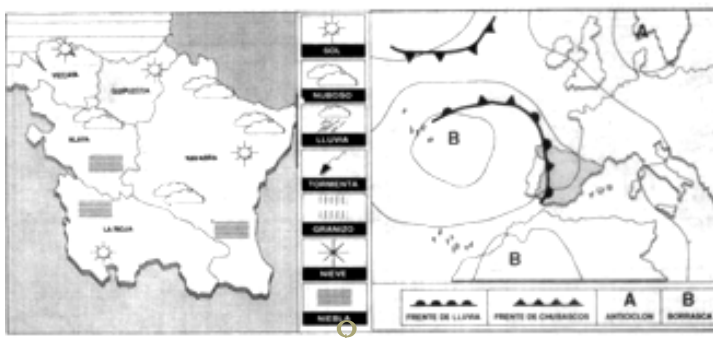 VIZCAYA
GUIPUZCOA
ALAVA
NAVARRA
LA RIOJA
SOL
NUBOSO
LLUVIA
TORMENTA
GRANIZO
NIEVE
NIEBLA
A
B
B
FRENTE DE LLUVIA
FRENTE DE CHUBASCOS
A
ANTICICLON
B
BORRASCA